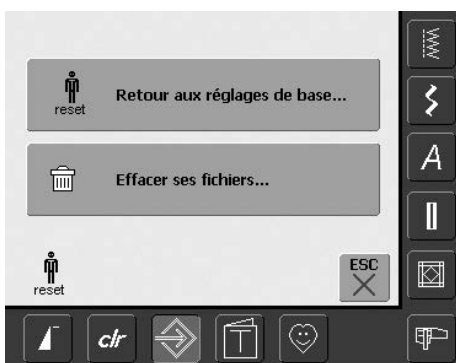 Retour aux réglages de base...
reset
Effacer ses fichiers...
reset
ESC
A
clr
T